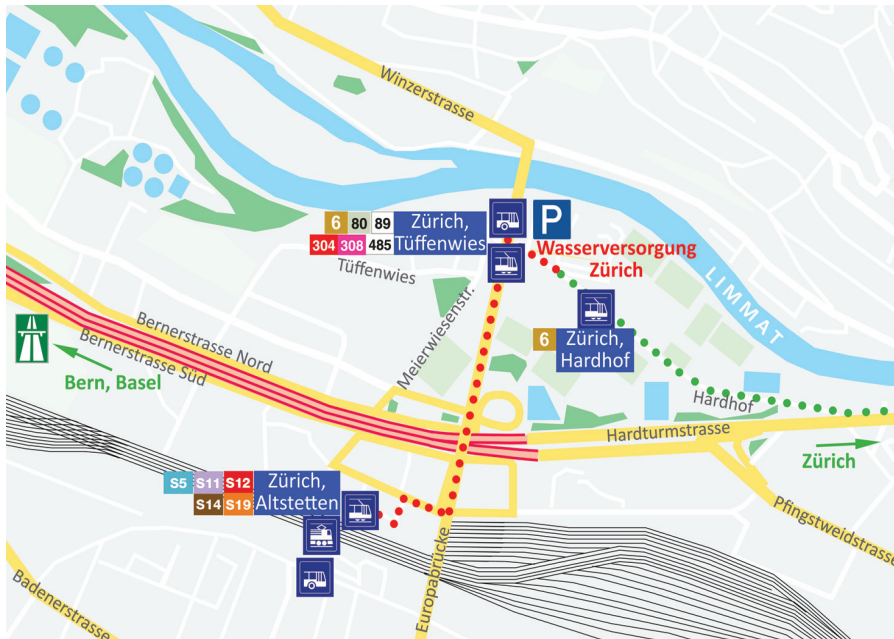 Winzerstrasse
6 80 89 Zürich,
304 308 485 Tüffenwies
P
Wasserversorgung
Zürich
Tüffenwies
LIMMAT
Meierwiesenstr.
6 Zürich,
Hardhof
Bernerstrasse Nord
Bernerstrasse Süd
Bern, Basel
Hardhof
Hardturmstrasse
Zürich
S5 S11 S12 Zürich,
S14 S19 Altstetten
Pfingstweidstrasse
Europabrücke
Badenerstrasse